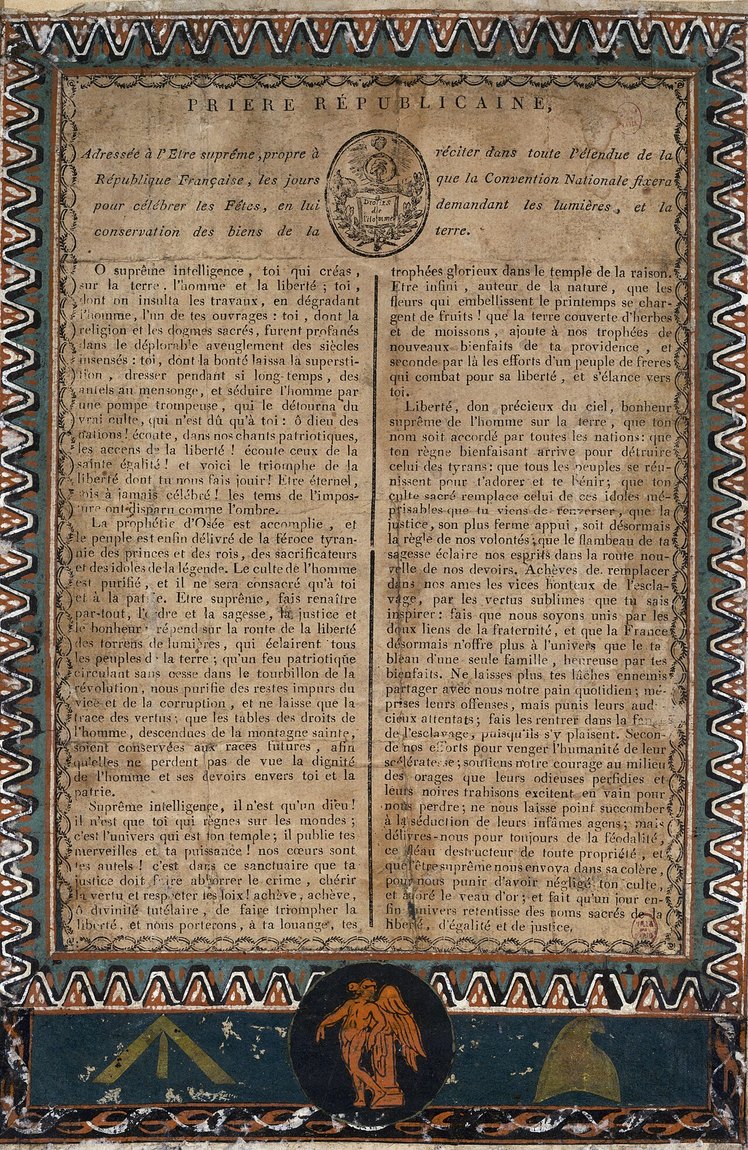 PRIERE RÉPUBLICAINE,
Adressée à l'Etre suprême, propre à réciter dans toute l'étendue de la
République Française, les jours que la Convention Nationale fixera
pour célébrer les Fêtes, en lui demandant les lumières, et la
conservation des biens de la terre.
Droits
de
l'Homme
O suprême intelligence, toi qui créas,
sur la terre, l'homme et la liberté ; toi,
dont on insulta les travaux, en dégradant
l'homme, l'un de tes ouvrages : toi, dont la
religion et les dogmes sacrés, furent profanés
dans le déplorable aveuglement des siècles
insensés : toi, dont la bonté laissa la supersti-
tion, dresser pendant si long-temps, des
autels au mensonge, et séduire l'homme par
une pompe trompeuse, qui le détourna du
vrai culte, qui n'est dû qu'à toi : ô dieu des
nations ! écoute, dans nos chants patriotiques,
les accens de la liberté ! écoute ceux de la
sainte égalité ! et voici le triomphe de la
liberté dont tu nous fais jouir ! Etre éternel,
sois à jamais célébré ! les tems de l'impos-
ture ont disparu comme l'ombre.
La prophétie d'Osée est accomplie, et
le peuple est enfin délivré de la féroce tyran-
nie des princes et des rois, des sacrificateurs
et des idoles de la légende. Le culte de l'homme
est purifié, et il ne sera consacré qu'à toi
et à la patrie. Etre suprême, fais renaître
par-tout, l'ordre et la sagesse, la justice et
le bonheur : répend sur la route de la liberté
des torrens de lumières, qui éclairent tous
les peuples de la terre ; qu'un feu patriotique
circulant sans cesse dans le tourbillon de la
révolution, nous purifie des restes impurs du
vice et de la corruption, et ne laisse que la
trace des vertus ; que les tables des droits de
l'homme, descendues de la montagne sainte,
soient conservées aux races futures, afin
qu'elles ne perdent pas de vue la dignité
de l'homme et ses devoirs envers toi et la
patrie.
Suprême intelligence, il n'est qu'un dieu !
il n'est que toi qui règnes sur les mondes ;
c'est l'univers qui est ton temple ; il publie tes
merveilles et ta puissance ! nos cœurs sont
tes autels ! c'est dans ce sanctuaire que ta
justice doit faire abhorrer le crime, chérir
la vertu et respecter les loix ! achève, achève,
ô divinité tutélaire, de faire triompher la
liberté, et nous porterons, à ta louange, tes
trophées glorieux dans le temple de la raison.
Etre infini, auteur de la nature, que les
fleurs qui embellissent le printemps se char-
gent de fruits ! que la terre couverte d'herbes
et de moissons, ajoute à nos trophées de
nouveaux bienfaits de ta providence, et
seconde par là les efforts d'un peuple de freres
qui combat pour sa liberté, et s'élance vers
toi.
Liberté, don précieux du ciel, bonheur
suprême de l'homme sur la terre, que ton
nom soit accordé par toutes les nations : que
ton règne bienfaisant arrive pour détruire
celui des tyrans : que tous les peuples se réu-
nissent pour t'adorer et te bénir ; que ton
culte sacré remplace celui de ces idoles mé-
prisables que tu viens de renverser, que la
justice, son plus ferme appui, soit désormais
la règle de nos volontés ; que le flambeau de ta
sagesse éclaire nos esprits dans la route nou-
velle de nos devoirs. Achèves de remplacer
dans nos ames les vices honteux de l'escla-
vage, par les vertus sublimes que tu sais
inspirer : fais que nous soyons unis par les
doux liens de la fraternité, et que la France
désormais n'offre plus à l'univers que le ta
bleau d'une seule famille, heureuse par tes
bienfaits. Ne laisses plus tes lâches ennemis
partager avec nous notre pain quotidien ; mé-
prises leurs offenses, mais punis leurs aud
cieux attentats ; fais les rentrer dans la
de l'esclavage, puisqu'ils s'y plaisent. Secon-
de nos efforts pour venger l'humanité de leur
scélératesse ; soutiens notre courage au milieu
des orages que leurs odieuses perfidies et
leurs noires trahisons excitent en vain pour
nous perdre ; ne nous laisse point succomber
à la séduction de leurs infâmes agens ; mais
délivres-nous pour toujours de la féodalité,
ce fléau destructeur de toute propriété, et
que l'être suprême nous envoya dans sa colère,
pour nous punir d'avoir négligé ton culte,
et adoré le veau d'or ; et fait qu'un jour en-
fin l'univers retentisse des noms sacrés de la
liberté, d'égalité et de justice.